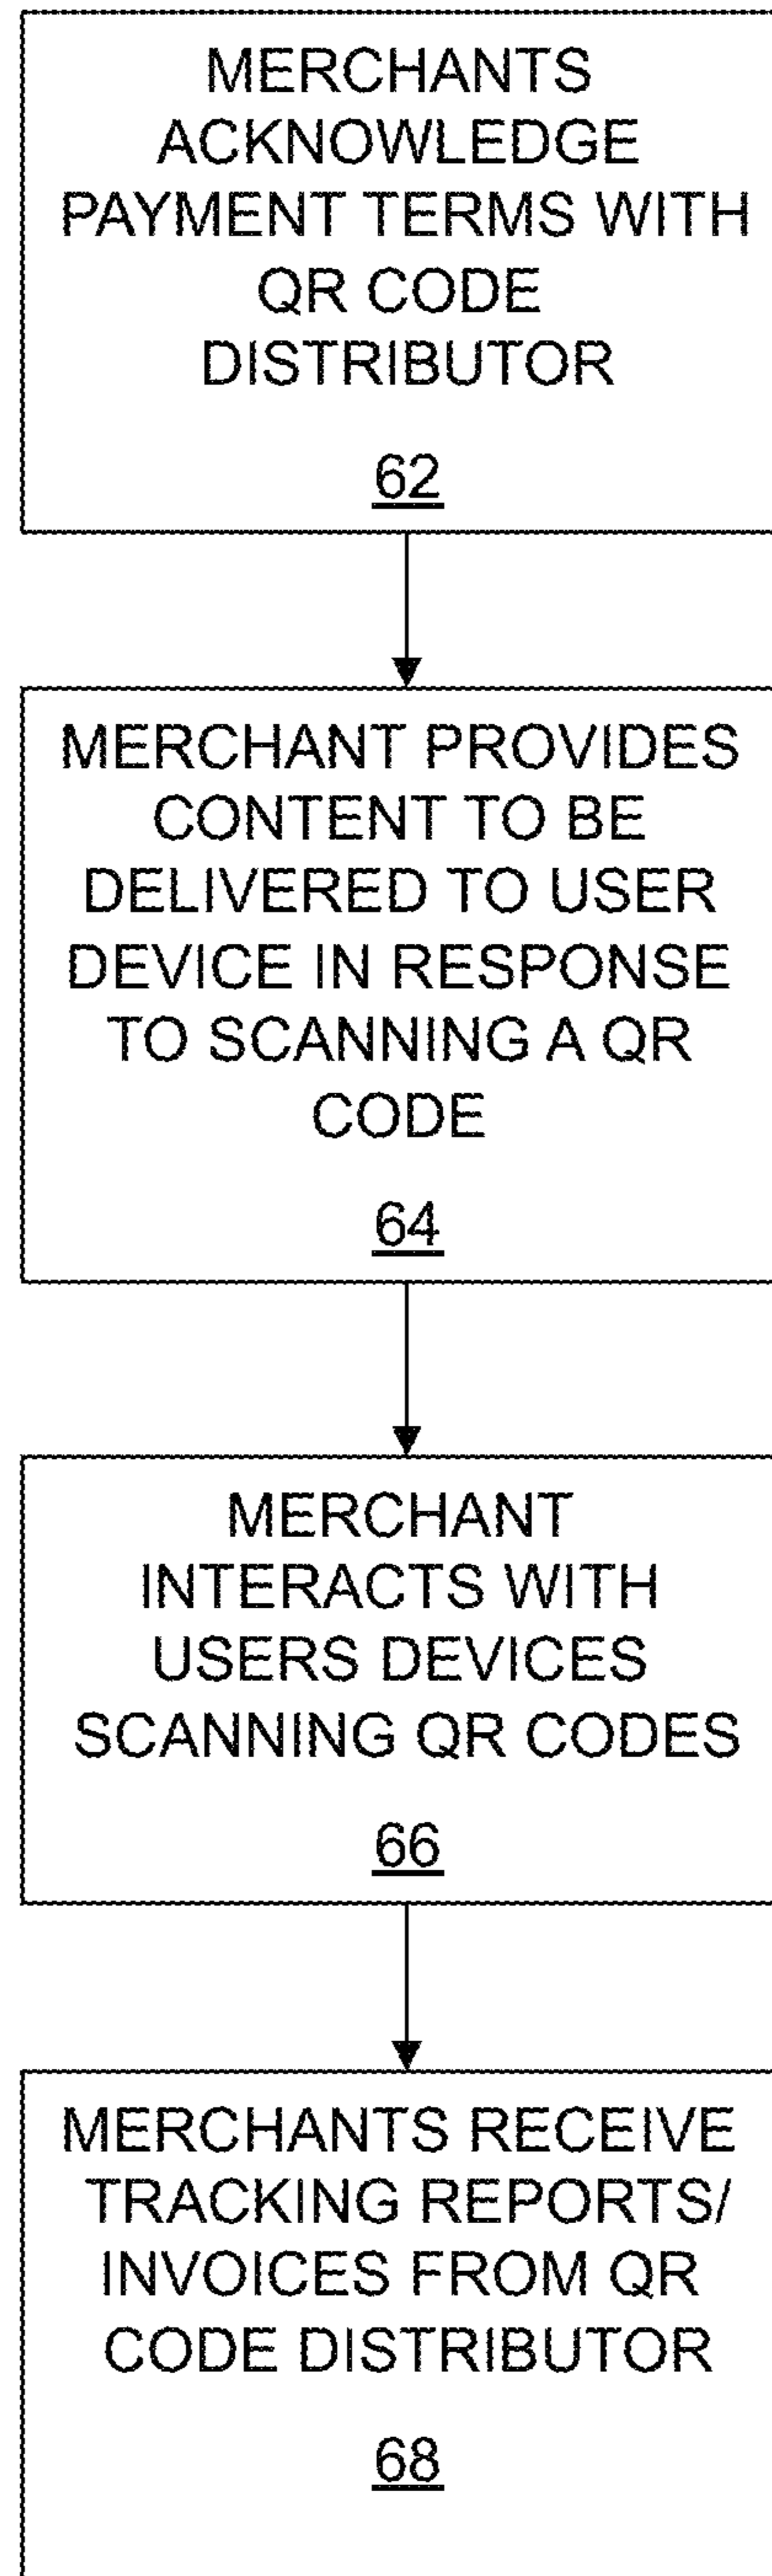 MERCHANTS
ACKNOWLEDGE
PAYMENT TERMS WITH
QR CODE
DISTRIBUTOR
62
MERCHANT PROVIDES
CONTENT TO BE
DELIVERED TO USER
DEVICE IN RESPONSE
TO SCANNING A QR
CODE
64
MERCHANT
INTERACTS WITH
USERS DEVICES
SCANNING QR CODES
66
MERCHANTS RECEIVE
TRACKING REPORTS/
INVOICES FROM QR
CODE DISTRIBUTOR
68